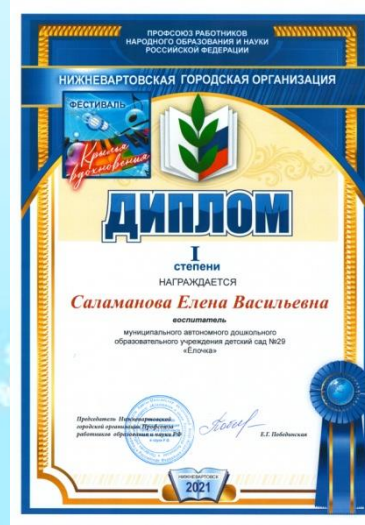 ПРОФСОЮЗ РАБОТНИКОВ
НАРОДНОГО ОБРАЗОВАНИЯ И НАУКИ
РОССИЙСКОЙ ФЕДЕРАЦИИ
НИЖНЕВАРТОВСКАЯ ГОРОДСКАЯ ОРГАНИЗАЦИЯ
ФЕСТИВАЛЬ
Крылья
вдохновения
ДИПЛОМ
I
степени
НАГРАЖДАЕТСЯ
Саламанова Елена Васильевна
воспитатель
муниципального автономного дошкольного
образовательного учреждения детский сад №29
«Ёлочка»
Председатель Нижневартовской
городской организации Профсоюза
работников образования и науки РФ
Е.Г. Побединская
НИЖНЕВАРТОВСК
2021